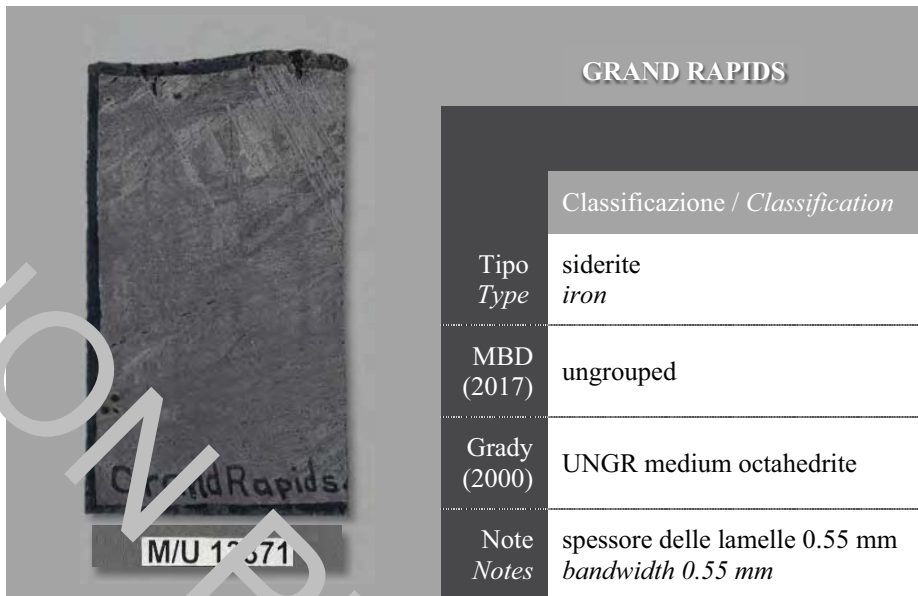 GrandRapids.
M/U
GRAND RAPIDS
Classificazione / Classification
Tipo siderite
Type iron
MBD
(2017) ungrouped
Grady
(2000) UNGR medium octahedrite
Note spessore delle lamelle 0.55 mm
Notes bandwidth 0.55 mm